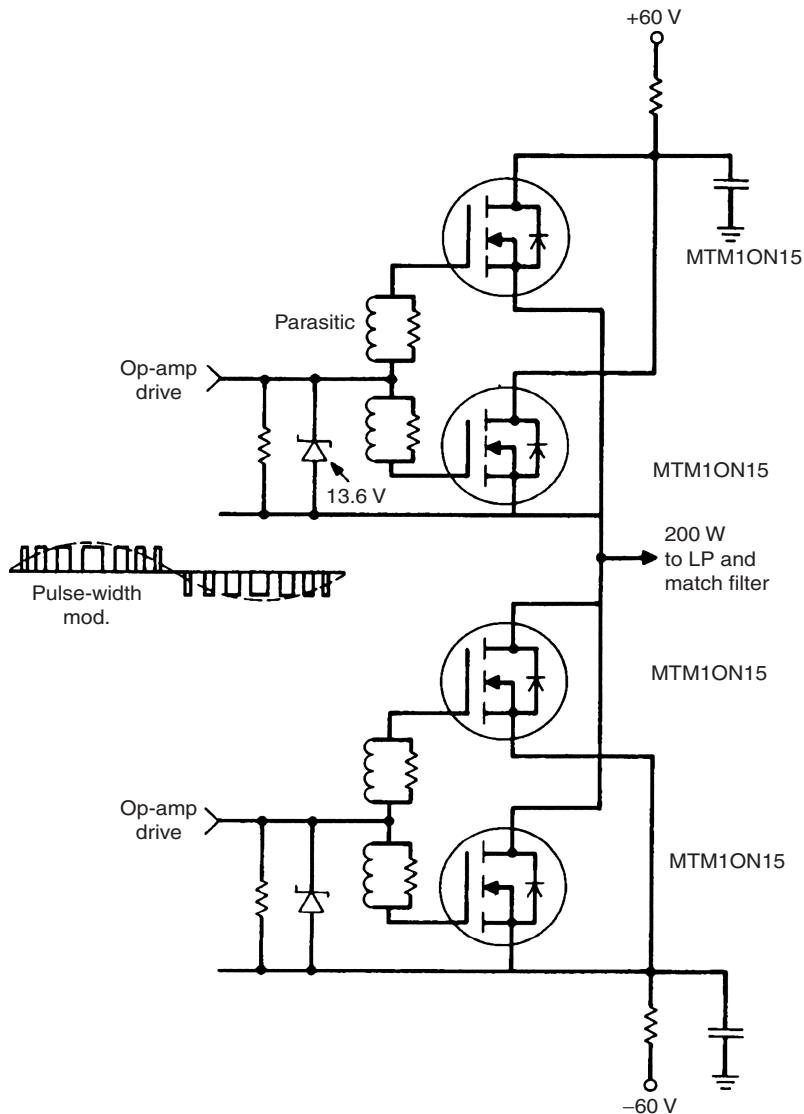 +60 V
MTM1ON15
Parasitic
Op-amp
drive
13.6 V
MTM1ON15
200 W
to LP and
match filter
Pulse-width
mod.
MTM1ON15
Op-amp
drive
MTM1ON15
−60 V